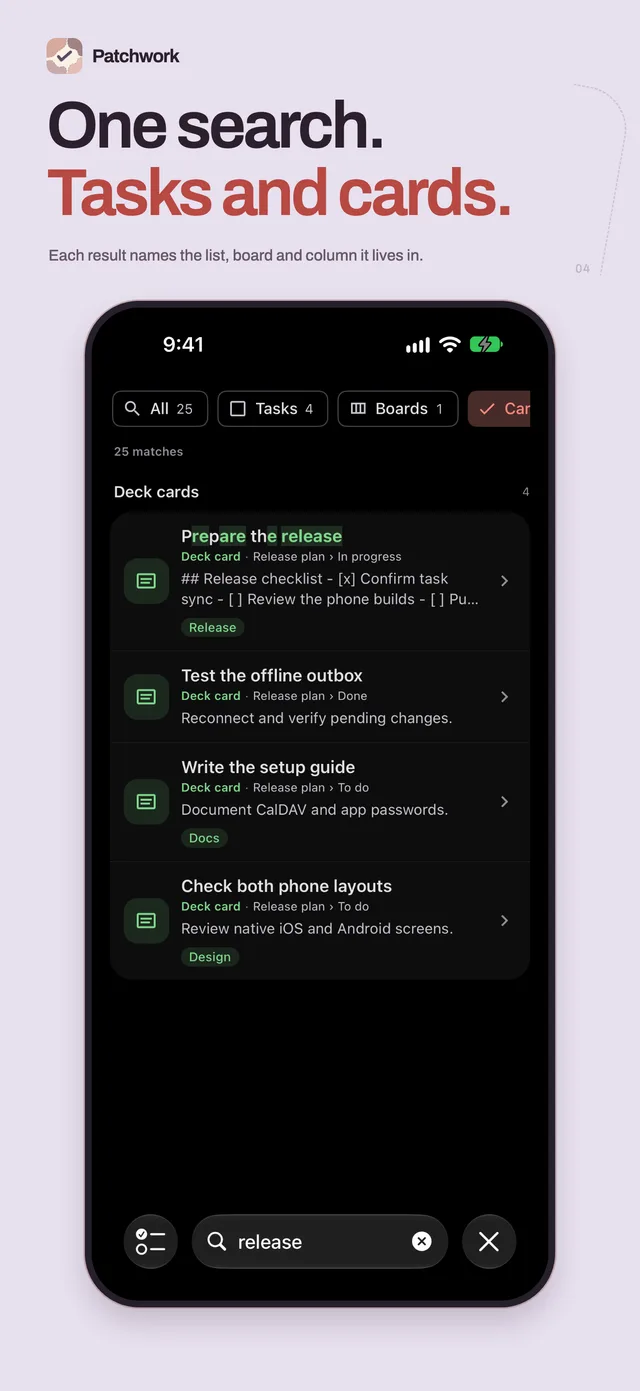 Patchwork
One search.
Tasks and cards.
Each result names the list, board and column it lives in.
04
9:41
All 25
Tasks 4
Boards 1
Car
25 matches
Deck cards
4
Prepare the release
Deck card · Release plan › In progress
## Release checklist - [x] Confirm task
sync - [ ] Review the phone builds - [ ] Pu...
Release
Test the offline outbox
Deck card · Release plan › Done
Reconnect and verify pending changes.
Write the setup guide
Deck card · Release plan › To do
Document CalDAV and app passwords.
Docs
Check both phone layouts
Deck card · Release plan › To do
Review native iOS and Android screens.
Design
release